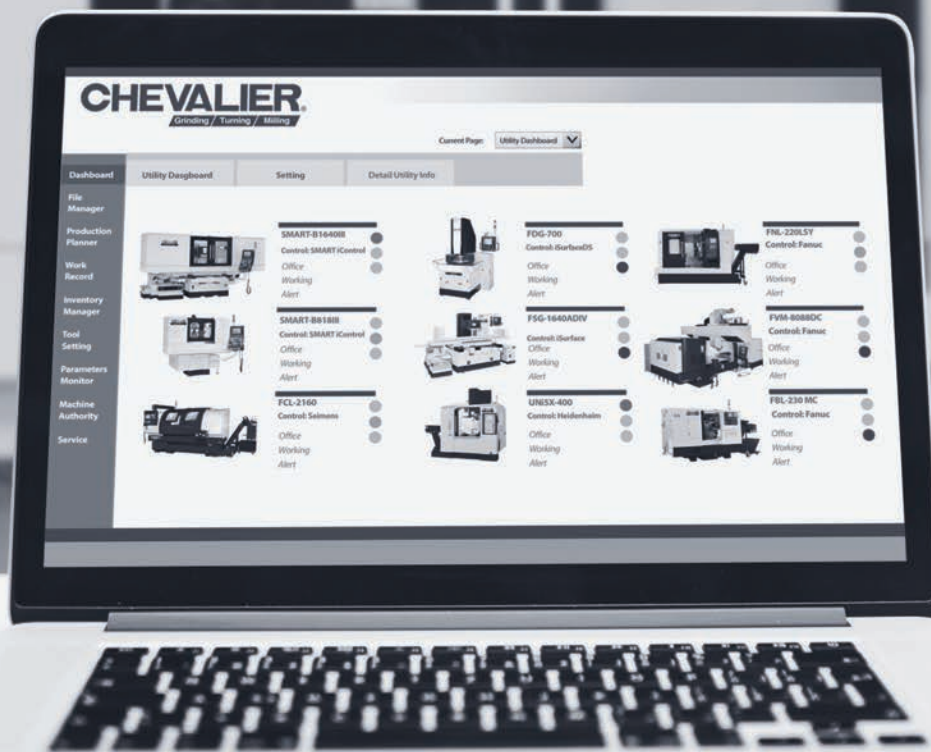 CHEVALIER®
Grinding / Turning / Milling
Current Page: Utility Dashboard
Dashboard
Utility Dasgboard
Setting
Detail Utility Info
File
Manager
Production
Planner
Work
Record
Inventory
Manager
Tool
Setting
Parameters
Monitor
Machine
Authority
Service
SMART-B1640III
Control: SMART iControl
Office
Working
Alert
FDG-700
Control: iSurfaceDS
Office
Working
Alert
FNL-220LSY
Control: Fanuc
Office
Working
Alert
SMART-B818III
Control: SMART iControl
Office
Working
Alert
FSG-1640ADIV
Control: iSurface
Office
Working
Alert
FVM-8088DC
Control: Fanuc
Office
Working
Alert
FCL-2160
Control: Seimens
Office
Working
Alert
UNi5X-400
Control: Heidenhaim
Office
Working
Alert
FBL-230 MC
Control: Fanuc
Office
Working
Alert